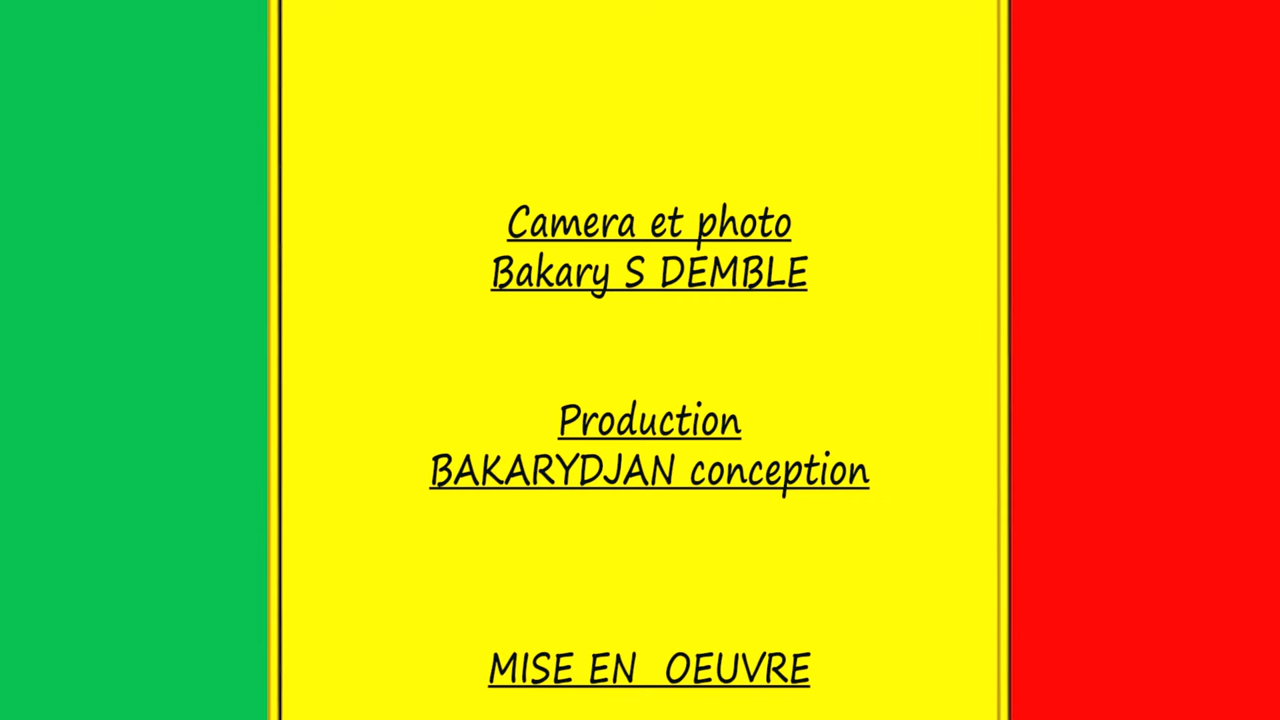 Camera et photo
Bakary S DEMBLE
Production
BAKARYDJAN conception
MISE EN OEUVRE